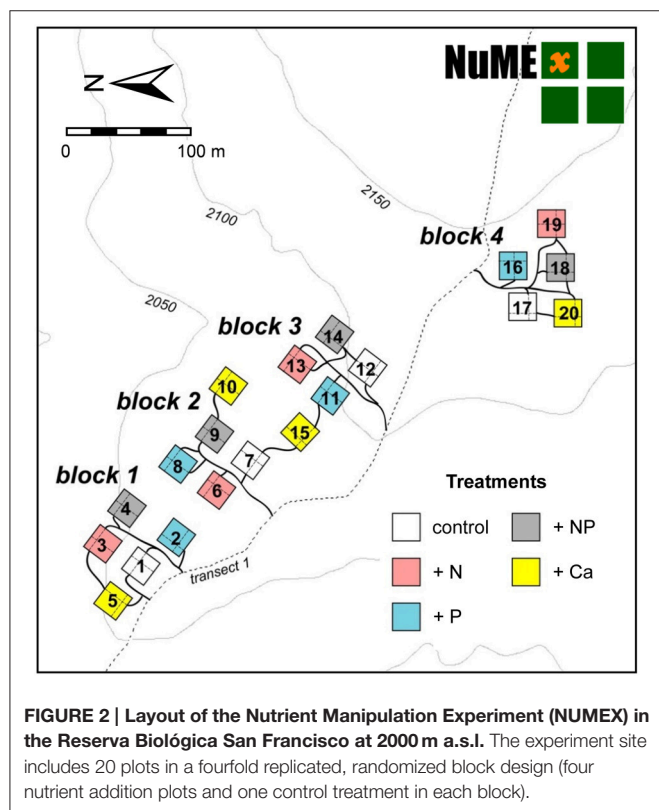 NuMEx
N
0 100 m
2150
2100
2050
block 4
19
16
18
17
20
block 3
14
13
12
11
block 2
10
15
9
8
7
6
block 1
4
3
2
1
5
transect 1
Treatments
control
+ NP
+ N
+ Ca
+ P
FIGURE 2 | Layout of the Nutrient Manipulation Experiment (NUMEX) in
the Reserva Biológica San Francisco at 2000 m a.s.l. The experiment site
includes 20 plots in a fourfold replicated, randomized block design (four
nutrient addition plots and one control treatment in each block).